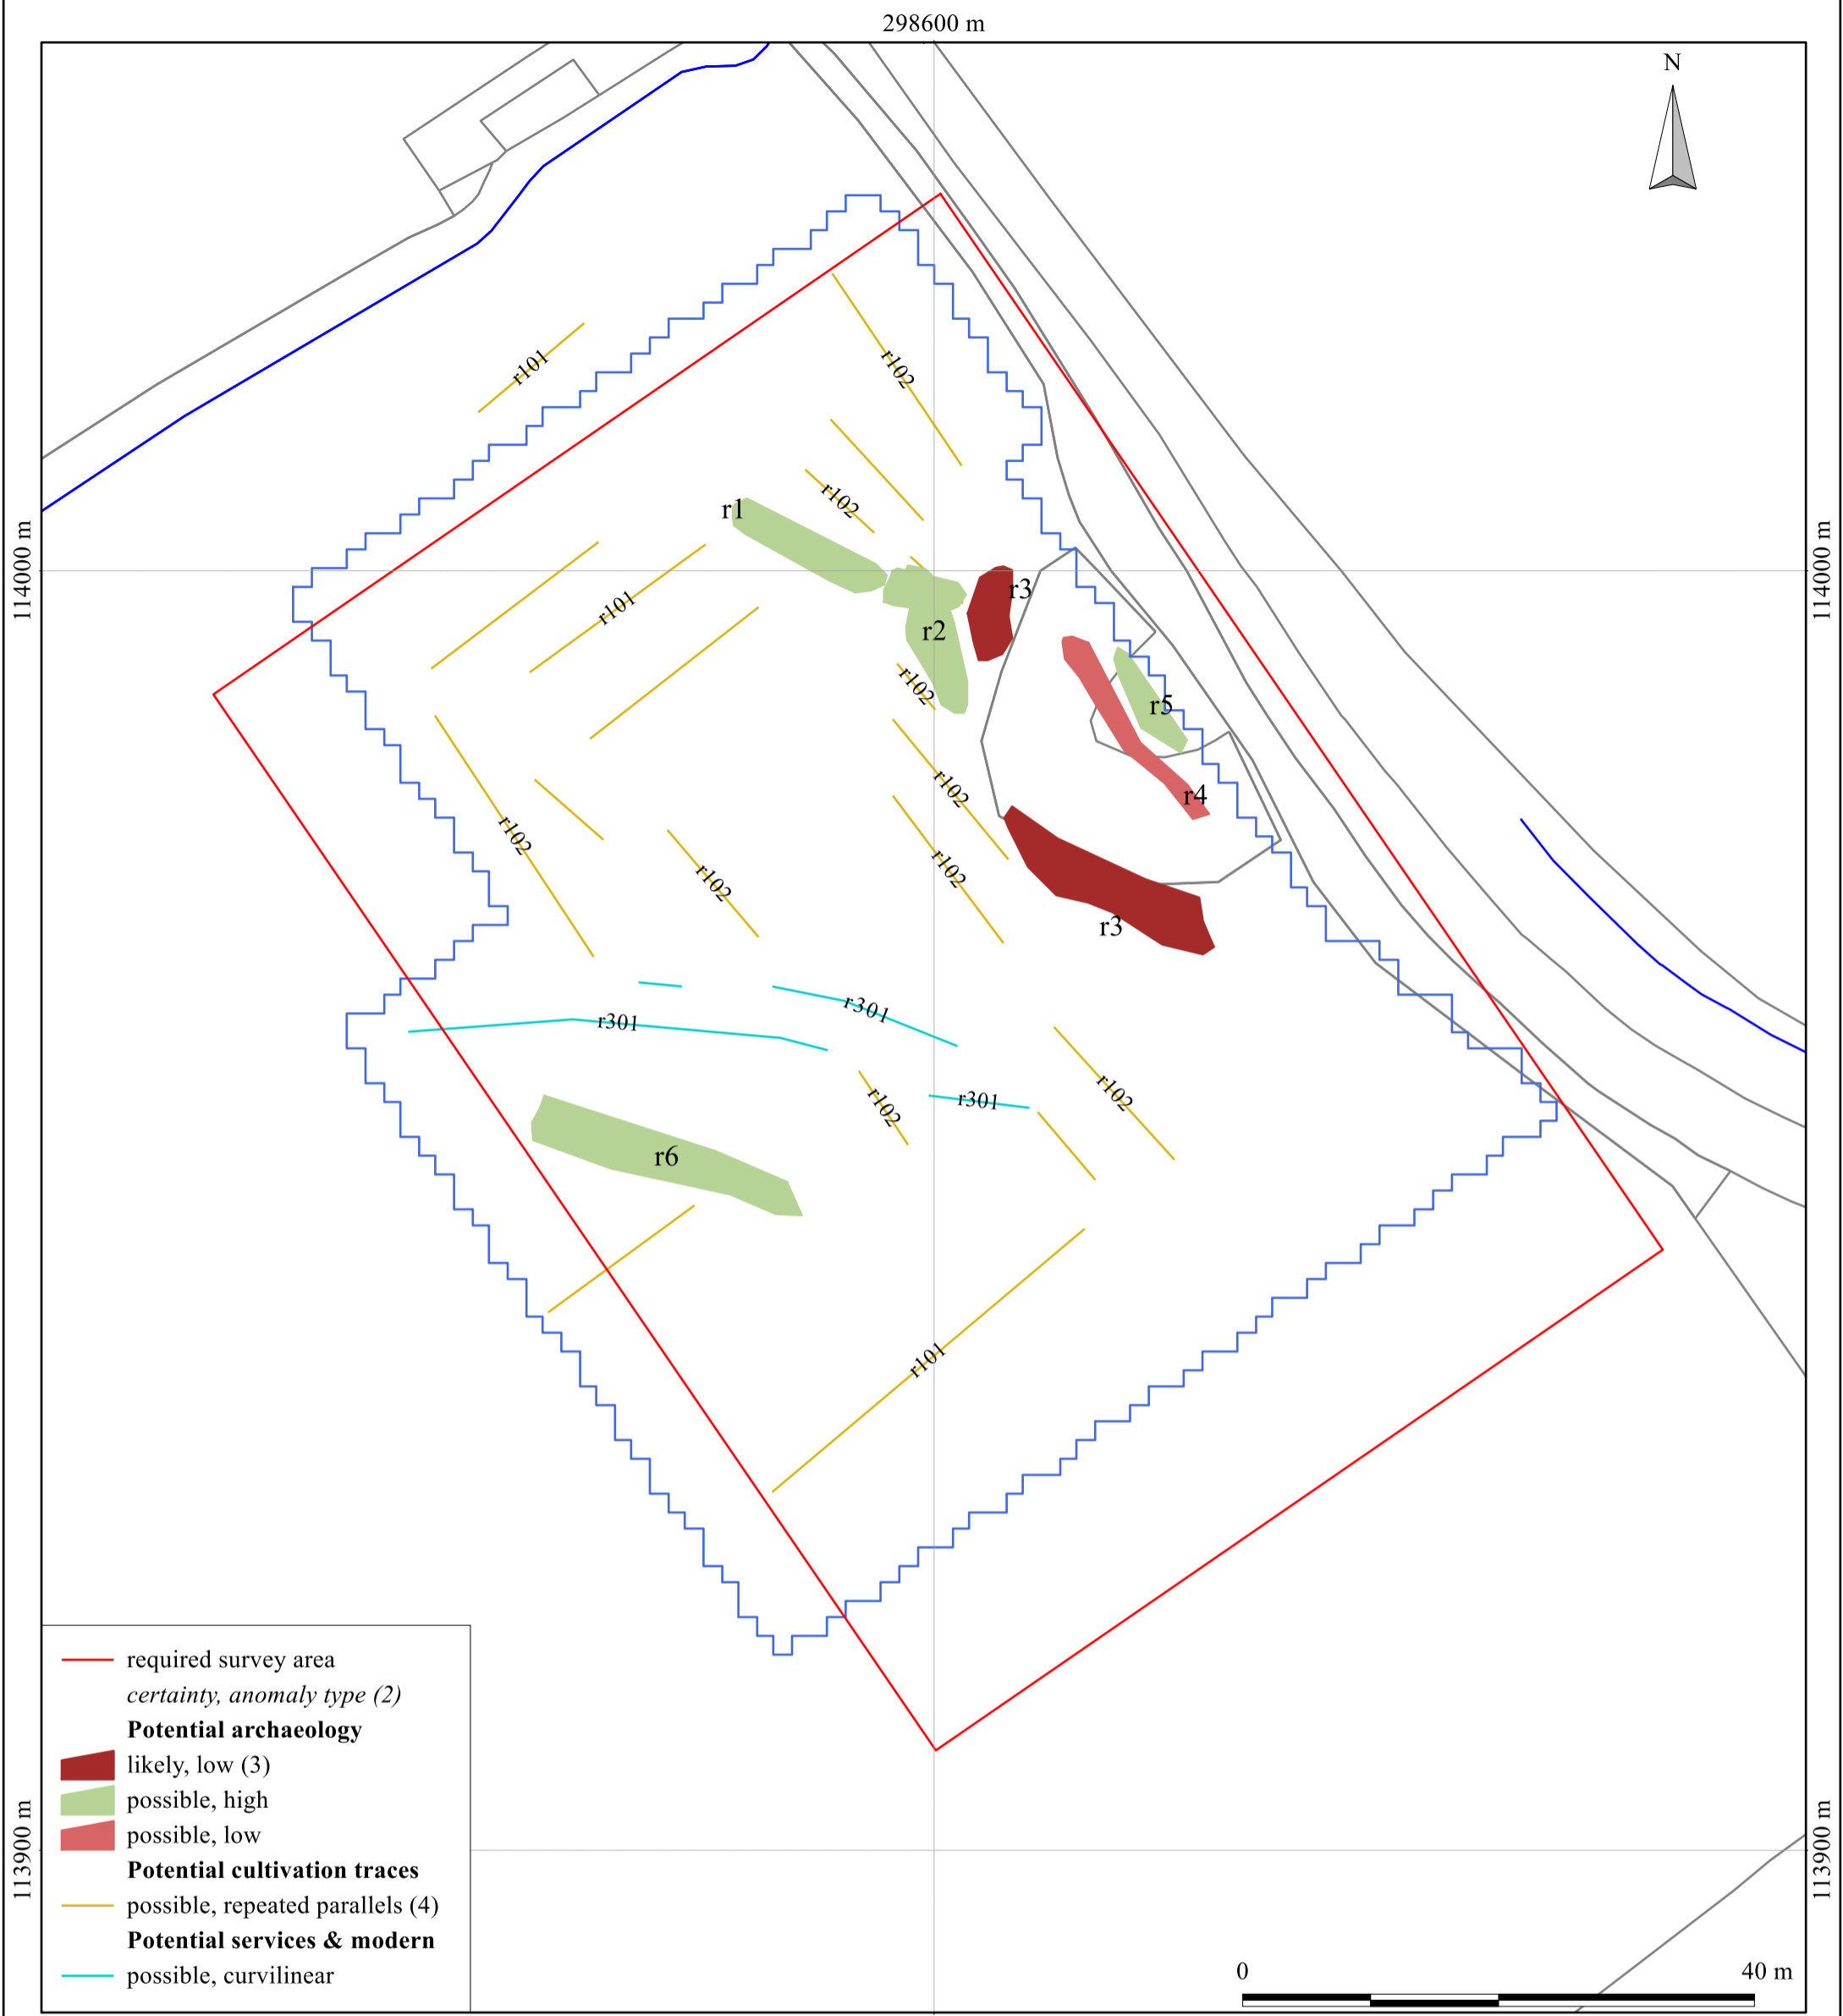 298600 m
N
r101
r102
r102
r1
114000 m
114000 m
r3
r101
r2
r102
r5
r102
r4
r102
r102
r102
r3
r301
r301
r102
r301
r102
r6
r101
required survey area
certainty, anomaly type (2)
Potential archaeology
likely, low (3)
possible, high
possible, low
Potential cultivation traces
possible, repeated parallels (4)
Potential services & modern
possible, curvilinear
113900 m
113900 m
0 40 m